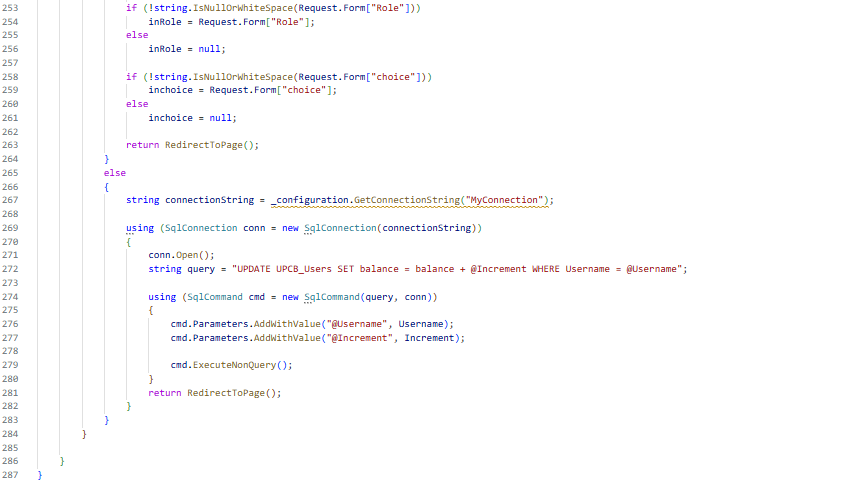 253 if (!string.IsNullOrWhiteSpace(Request.Form["Role"]))
254 inRole = Request.Form["Role"];
255 else
256 inRole = null;
257
258 if (!string.IsNullOrWhiteSpace(Request.Form["choice"]))
259 inchoice = Request.Form["choice"];
260 else
261 inchoice = null;
262
263 return RedirectToPage();
264 }
265 else
266 {
267 string connectionString = _configuration.GetConnectionString("MyConnection");
268
269 using (SqlConnection conn = new SqlConnection(connectionString))
270 {
271 conn.Open();
272 string query = "UPDATE UPCB_Users SET balance = balance + @Increment WHERE Username = @Username";
273
274 using (SqlCommand cmd = new SqlCommand(query, conn))
275 {
276 cmd.Parameters.AddWithValue("@Username", Username);
277 cmd.Parameters.AddWithValue("@Increment", Increment);
278
279 cmd.ExecuteNonQuery();
280 }
281 return RedirectToPage();
282 }
283 }
284 }
285
286 }
287 }